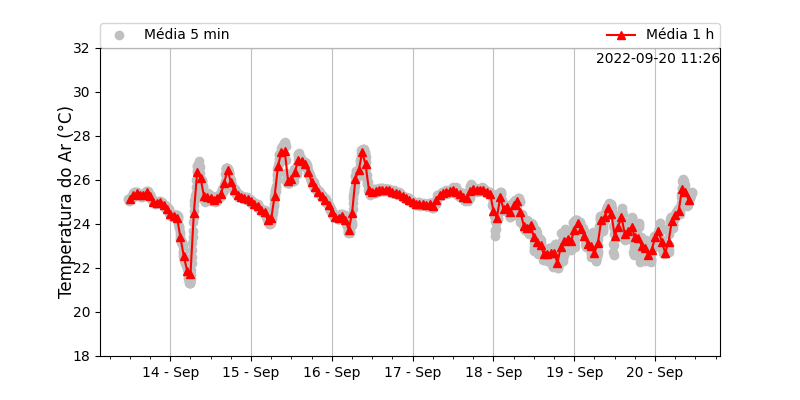 Média 5 min
Média 1 h
2022-09-20 11:26
Temperatura do Ar (°C)
32
30
28
26
24
22
20
18
14 - Sep
15 - Sep
16 - Sep
17 - Sep
18 - Sep
19 - Sep
20 - Sep